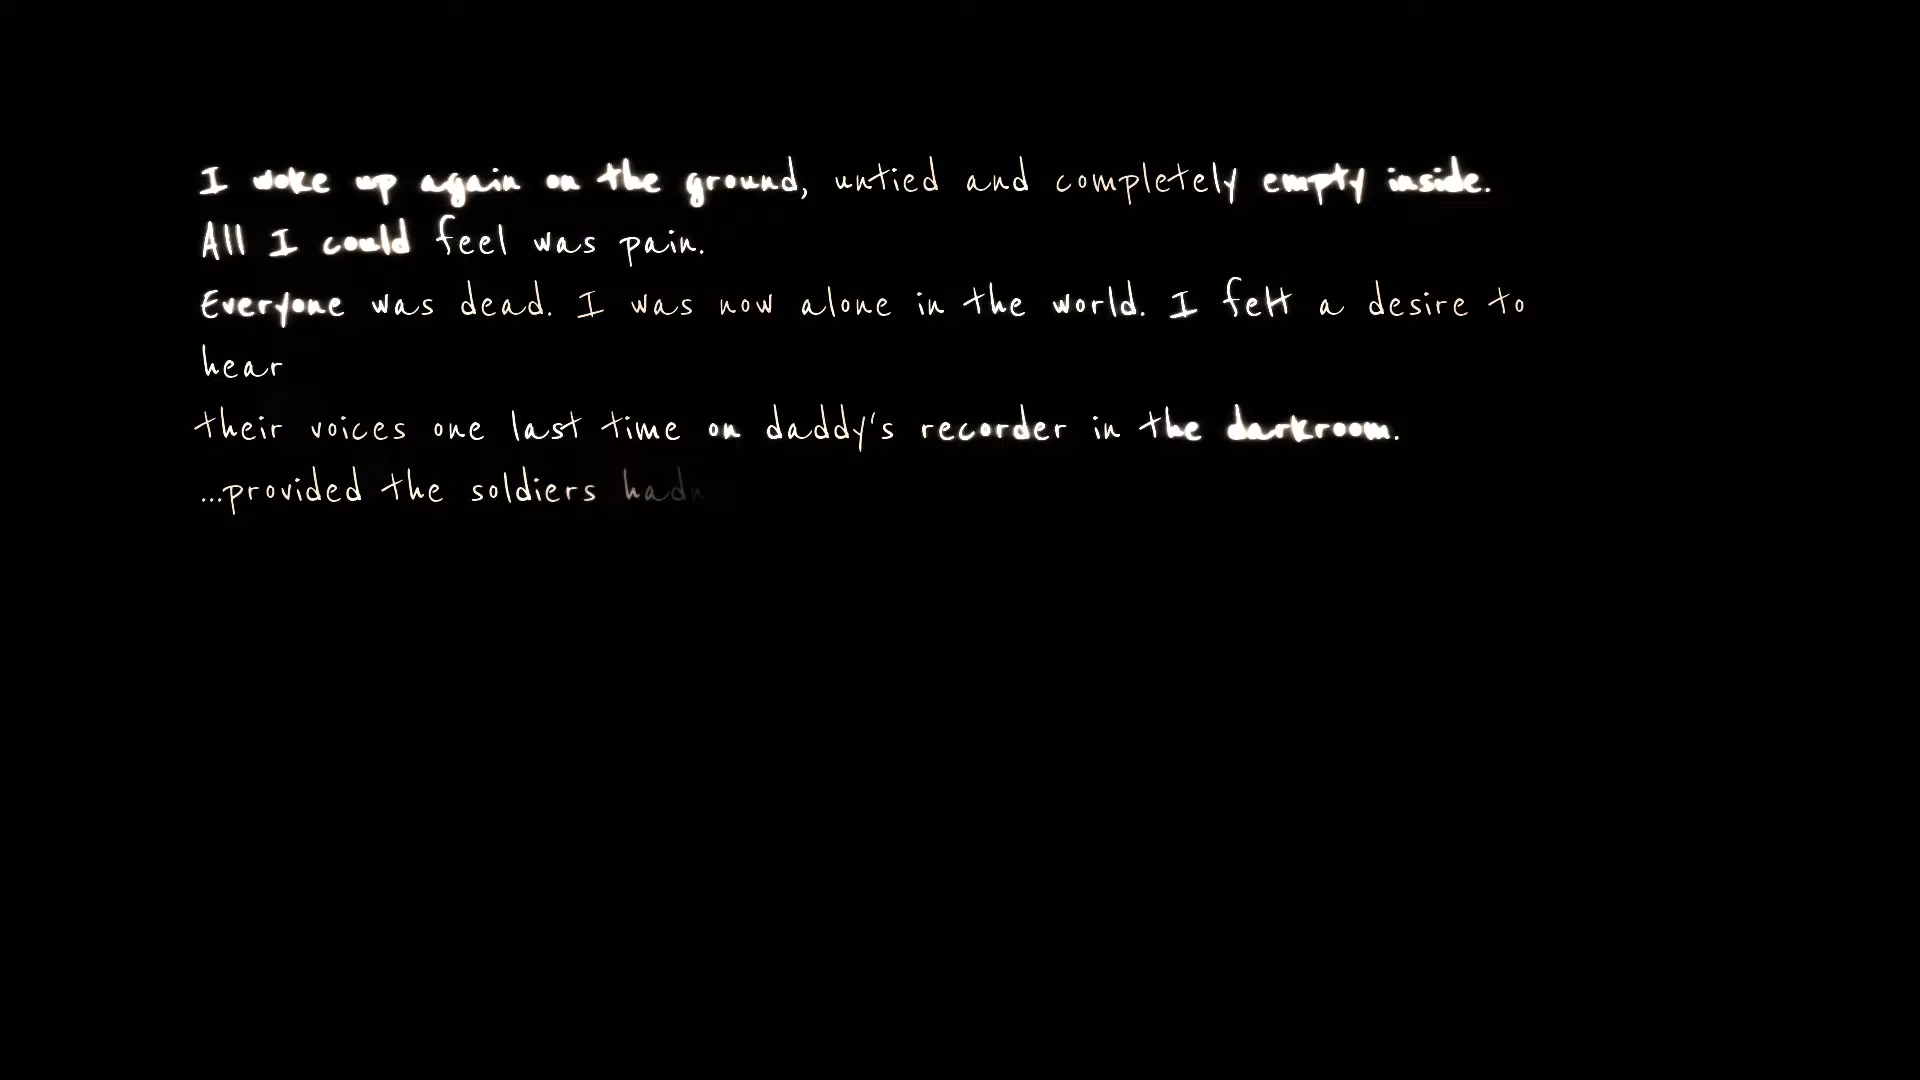 I woke up again on the ground, untied and completely empty inside.
All I could feel was pain.
Everyone was dead. I was now alone in the world. I felt a desire to
hear
their voices one last time on daddy's recorder in the darkroom.
...provided the soldiers